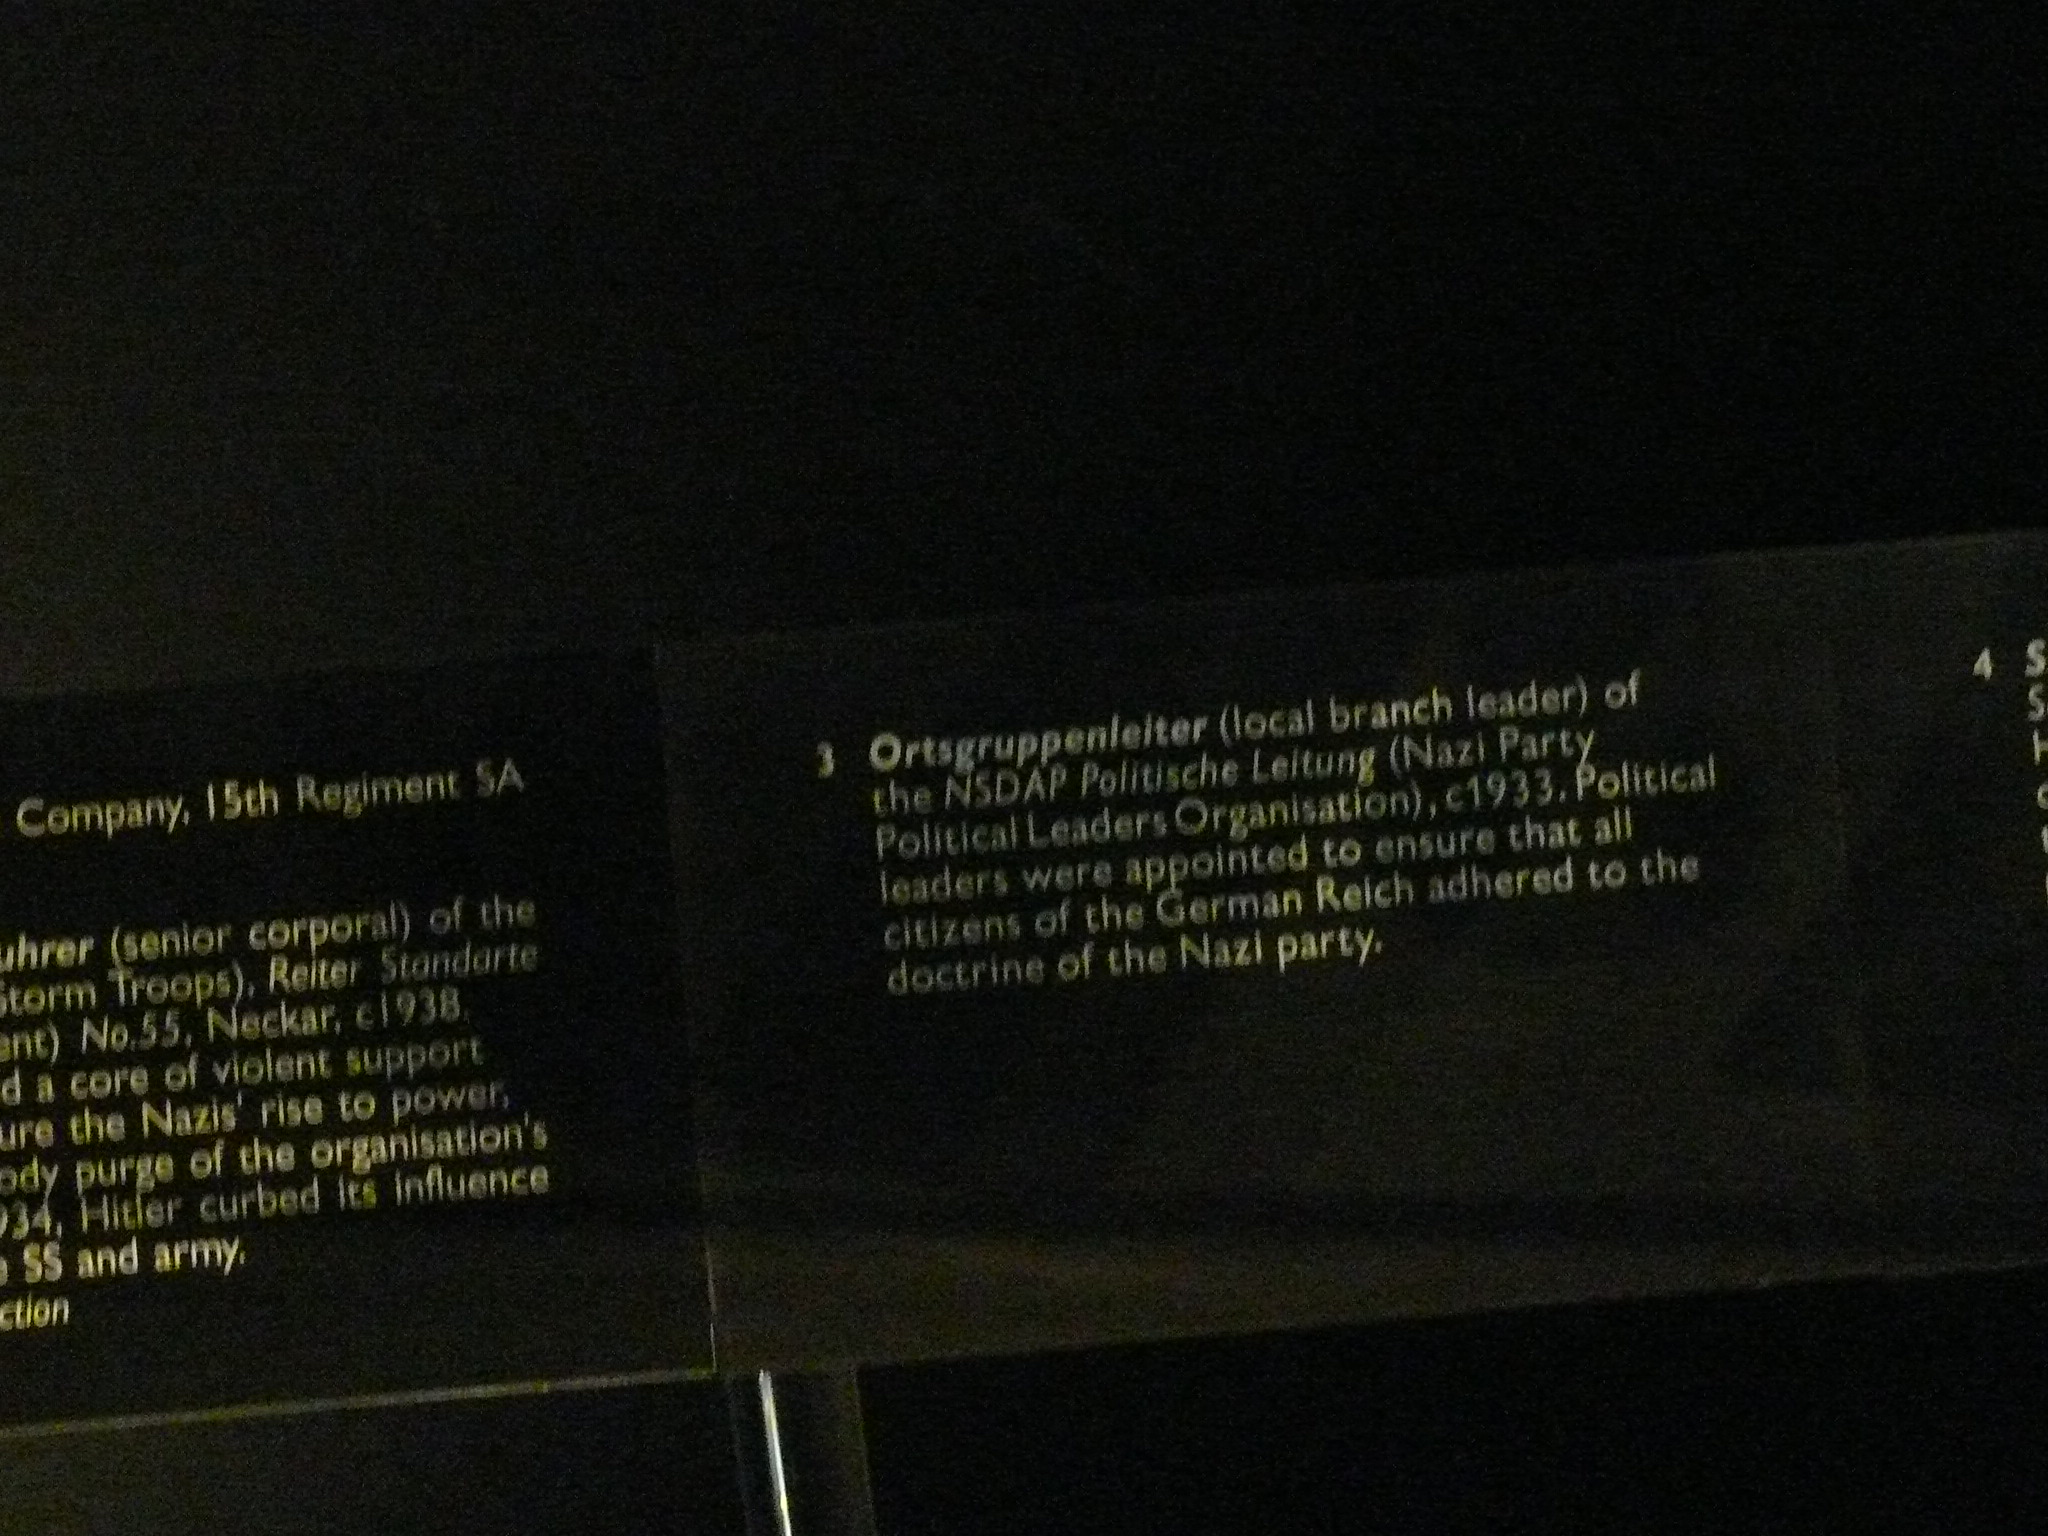 Company, 15th Regiment SA
uhrer (senior corporal) of the
Storm Troops), Reiter Standarte
ent) No.55, Neckar, c1938.
d a core of violent support
ure the Nazis' rise to power,
ody purge of the organisation's
934, Hitler curbed its influence
SS and army.
ction
3 Ortsgruppenleiter (local branch leader) of
the NSDAP Politische Leitung (Nazi Party
Political Leaders Organisation), c1933. Political
leaders were appointed to ensure that all
citizens of the German Reich adhered to the
doctrine of the Nazi party.
4 S
S
H